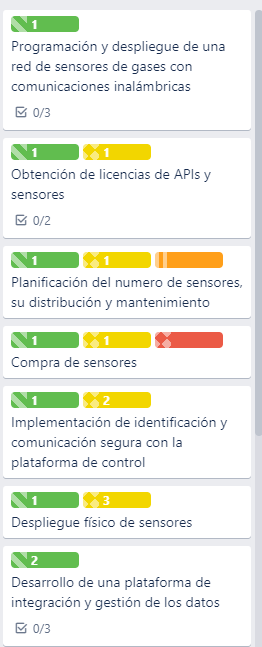 1
Programación y despliegue de una
red de sensores de gases con
comunicaciones inalámbricas
0/3
1 1
Obtención de licencias de APIs y
sensores
0/2
1 1
Planificación del numero de sensores,
su distribución y mantenimiento
1 1
Compra de sensores
1 2
Implementación de identificación y
comunicación segura con la
plataforma de control
1 3
Despliegue físico de sensores
2
Desarrollo de una plataforma de
integración y gestión de los datos
0/3